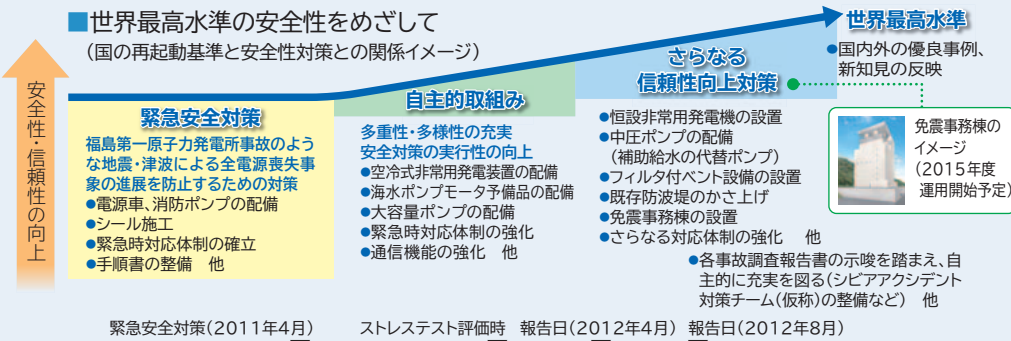 ■世界最高水準の安全性をめざして
（国の再起動基準と安全性対策との関係イメージ）
安全性・信頼性の向上
緊急安全対策
福島第一原子力発電所事故のよう
な地震・津波による全電源喪失事
象の進展を防止するための対策
●電源車、消防ポンプの配備
●シール施工
●緊急時対応体制の確立
●手順書の整備　他
自主的取組み
多重性・多様性の充実
安全対策の実行性の向上
●空冷式非常用発電装置の配備
●海水ポンプモータ予備品の配備
●大容量ポンプの配備
●緊急時対応体制の強化
●通信機能の強化　他
さらなる
信頼性向上対策
●恒設非常用発電機の設置
●中圧ポンプの配備
（補助給水の代替ポンプ）
●フィルタ付ベント設備の設置
●既存防波堤のかさ上げ
●免震事務棟の設置
●さらなる対応体制の強化　他
●各事故調査報告書の示唆を踏まえ、自
主的に充実を図る（シビアアクシデント
対策チーム（仮称）の整備など）　他
世界最高水準
●国内外の優良事例、
新知見の反映
免震事務棟の
イメージ
（2015年度
運用開始予定）
緊急安全対策（2011年4月）
ストレステスト評価時　報告日（2012年4月）
報告日（2012年8月）